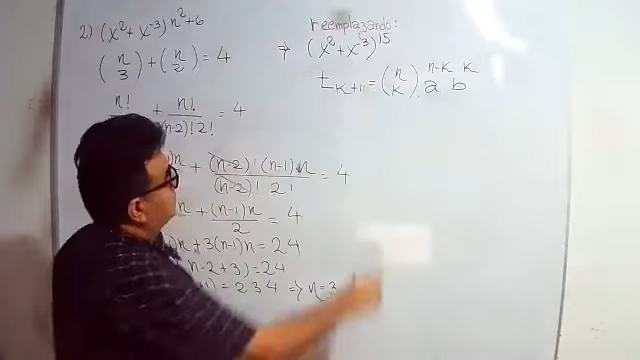 2) (x² + x⁻³)ⁿ²⁺⁶
(n 3) + (n 2) = 4
n! + n! / (n-2)! 2! = 4
n + (n-2)! (n-1) n / (n-2)! 2! = 4
n + (n-1)n / 2 = 4
n + 3(n-1)n = 24
n-2+3) = 24
= 2 3 4 ⇒ n = 3
reemplazando:
⇒ (x² + x⁻³)¹⁵
t_{K+1} = (n K) a^{n-K} b^{K}